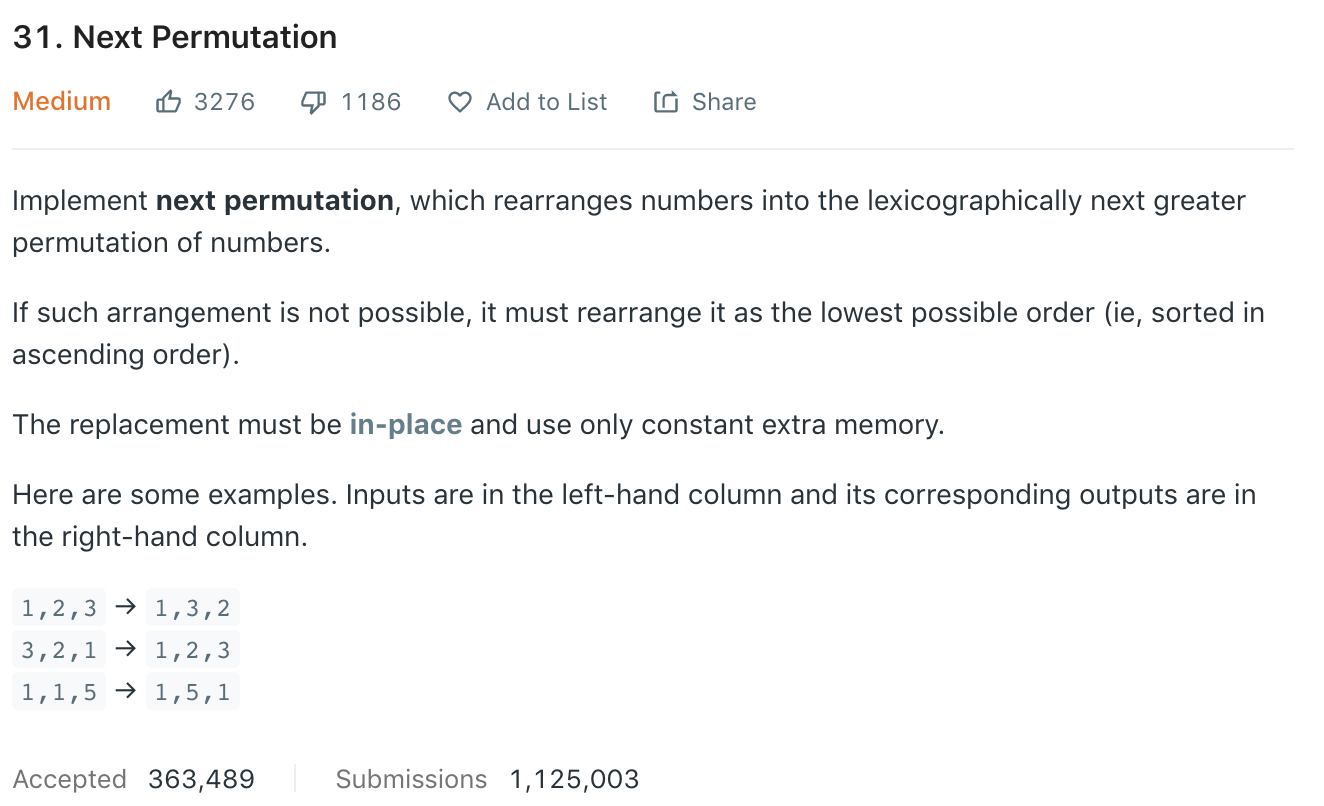 31. Next Permutation
Medium 3276 1186 Add to List Share
Implement next permutation, which rearranges numbers into the lexicographically next greater
permutation of numbers.
If such arrangement is not possible, it must rearrange it as the lowest possible order (ie, sorted in
ascending order).
The replacement must be in-place and use only constant extra memory.
Here are some examples. Inputs are in the left-hand column and its corresponding outputs are in
the right-hand column.
1,2,3 → 1,3,2
3,2,1 → 1,2,3
1,1,5 → 1,5,1
Accepted 363,489 Submissions 1,125,003